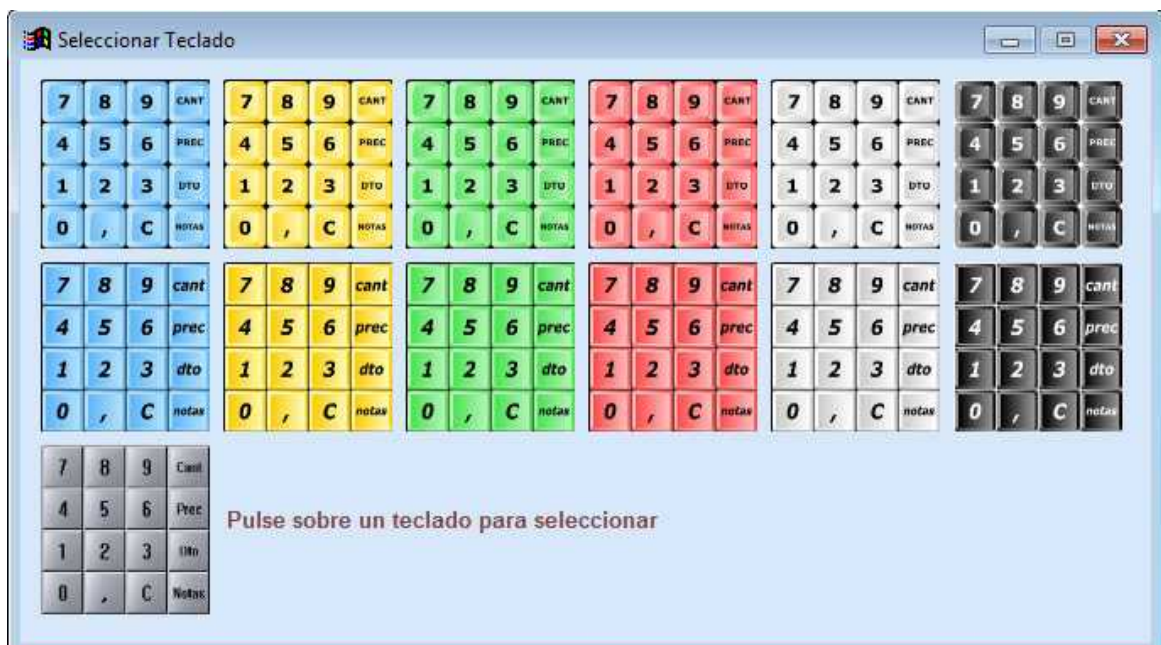 Seleccionar Teclado
7 8 9 CANT 7 8 9 CANT 7 8 9 CANT 7 8 9 CANT 7 8 9 CANT 7 8 9 CANT
4 5 6 PREC 4 5 6 PREC 4 5 6 PREC 4 5 6 PREC 4 5 6 PREC 4 5 6 PREC
1 2 3 DTO 1 2 3 DTO 1 2 3 DTO 1 2 3 DTO 1 2 3 DTO 1 2 3 DTO
0 , C NOTAS 0 , C NOTAS 0 , C NOTAS 0 , C NOTAS 0 , C NOTAS 0 , C NOTAS
7 8 9 cant 7 8 9 cant 7 8 9 cant 7 8 9 cant 7 8 9 cant 7 8 9 cant
4 5 6 prec 4 5 6 prec 4 5 6 prec 4 5 6 prec 4 5 6 prec 4 5 6 prec
1 2 3 dto 1 2 3 dto 1 2 3 dto 1 2 3 dto 1 2 3 dto 1 2 3 dto
0 , C notas 0 , C notas 0 , C notas 0 , C notas 0 , C notas 0 , C notas
7 8 9 Cant
4 5 6 Prec
Pulse sobre un teclado para seleccionar
1 2 3 Dto
0 , C Notas